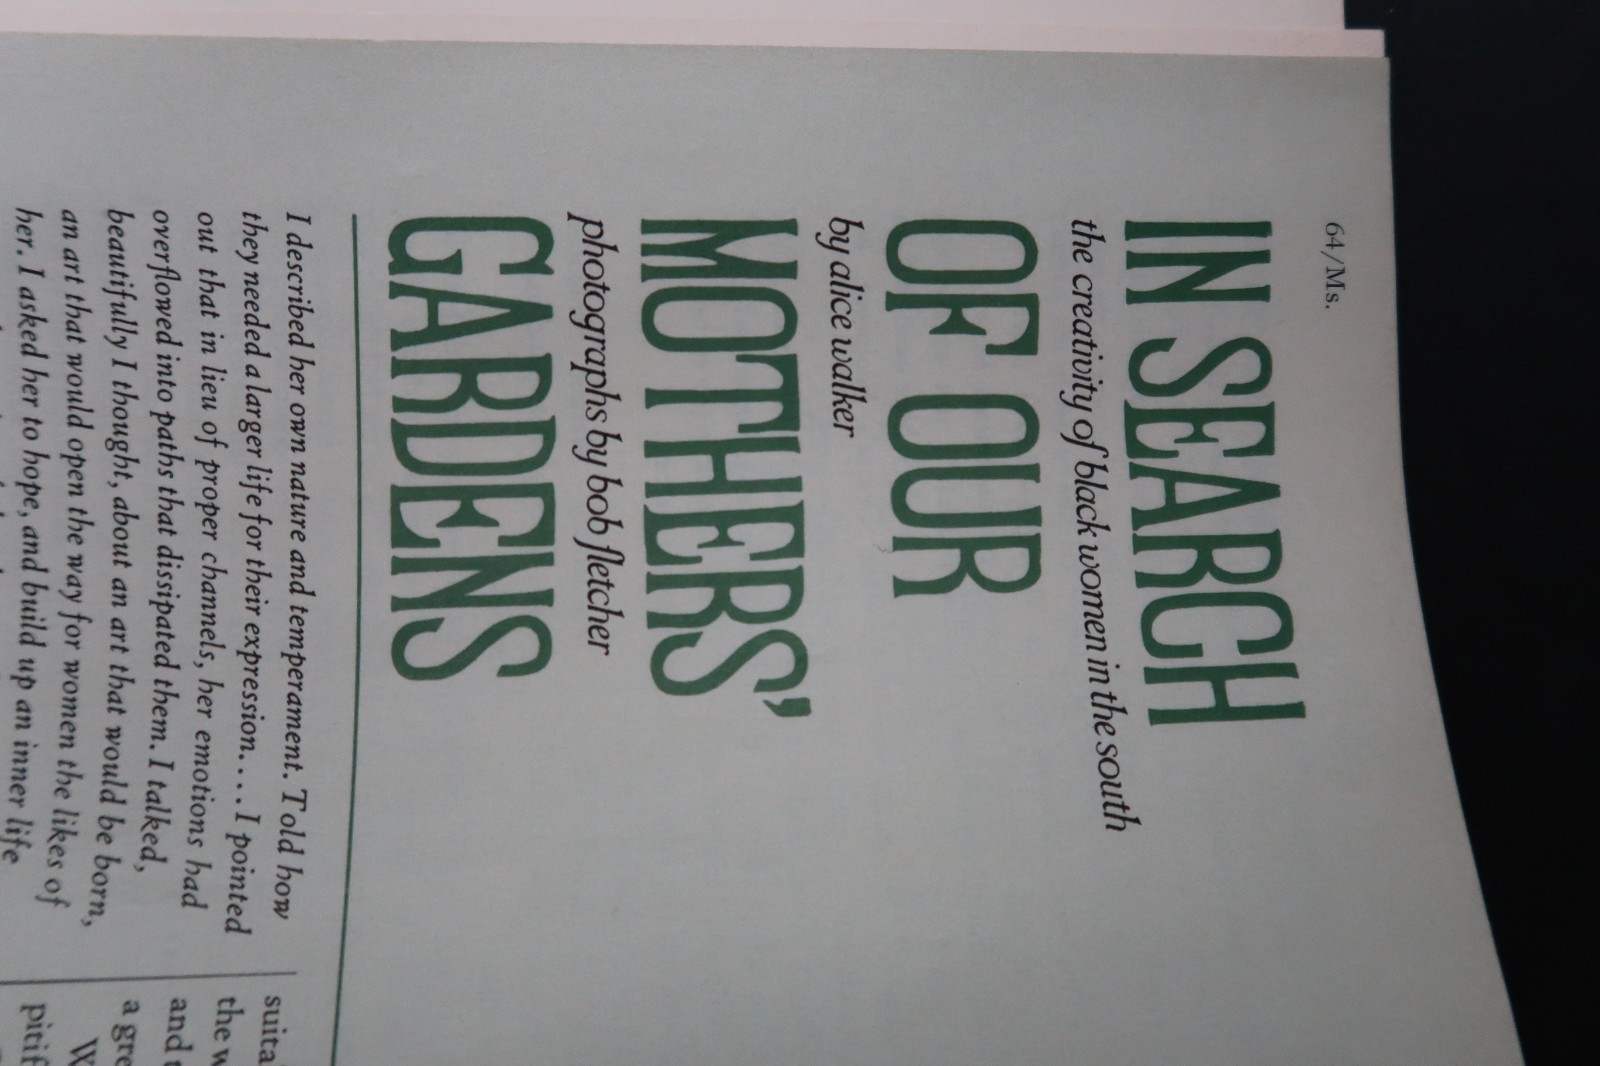 64/Ms.
IN SEARCH
the creativity of black women in the south
OF OUR
by alice walker
MOTHERS’
photographs by bob fletcher
GARDENS
I described her own nature and temperament. Told how
they needed a larger life for their expression. . . . I pointed
out that in lieu of proper channels, her emotions had
overflowed into paths that dissipated them. I talked,
beautifully I thought, about an art that would be born,
an art that would open the way for women the likes of
her. I asked her to hope, and build up an inner life
the
and
a